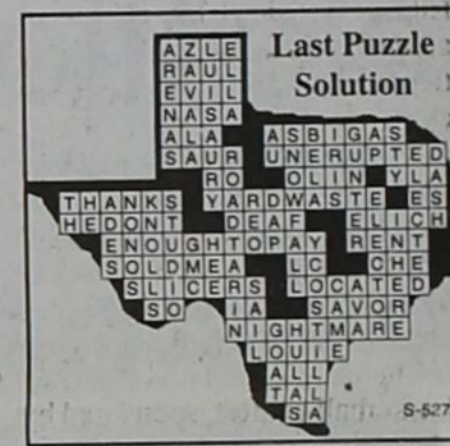 Last Puzzle
Solution
AZLE
RAUL
EVIL
NASA
ALA ASBIGAS
SAUR UNERUPTED
RO OLIN YLA
THANKS YARDWASTE ES
HEDONT DEAF ELICH
ENOUGHTOPAY RENT
SOLDMEA LC CHE
SLICERS LOCATED
SO IA SAVOR
NIGHTMARE
LOUIE
ALL
TAL
SA
S-527